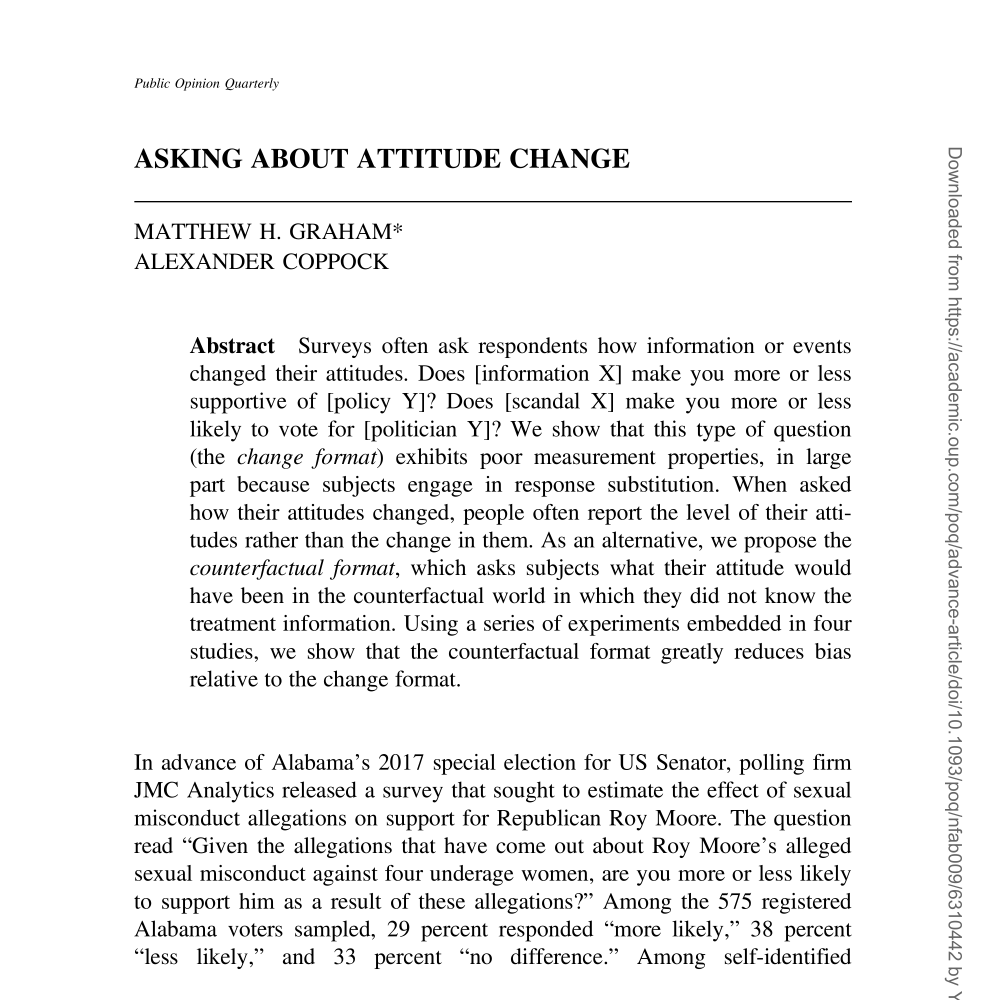 Public Opinion Quarterly
ASKING ABOUT ATTITUDE CHANGE
MATTHEW H. GRAHAM*
ALEXANDER COPPOCK
Abstract Surveys often ask respondents how information or events
changed their attitudes. Does [information X] make you more or less
supportive of [policy Y]? Does [scandal X] make you more or less
likely to vote for [politician Y]? We show that this type of question
(the change format) exhibits poor measurement properties, in large
part because subjects engage in response substitution. When asked
how their attitudes changed, people often report the level of their atti-
tudes rather than the change in them. As an alternative, we propose the
counterfactual format, which asks subjects what their attitude would
have been in the counterfactual world in which they did not know the
treatment information. Using a series of experiments embedded in four
studies, we show that the counterfactual format greatly reduces bias
relative to the change format.
In advance of Alabama’s 2017 special election for US Senator, polling firm
JMC Analytics released a survey that sought to estimate the effect of sexual
misconduct allegations on support for Republican Roy Moore. The question
read “Given the allegations that have come out about Roy Moore’s alleged
sexual misconduct against four underage women, are you more or less likely
to support him as a result of these allegations?” Among the 575 registered
Alabama voters sampled, 29 percent responded “more likely,” 38 percent
“less likely,” and 33 percent “no difference.” Among self-identified
Downloaded from https://academic.oup.com/poq/advance-article/doi/10.1093/poq/nfab009/6310442 by Y